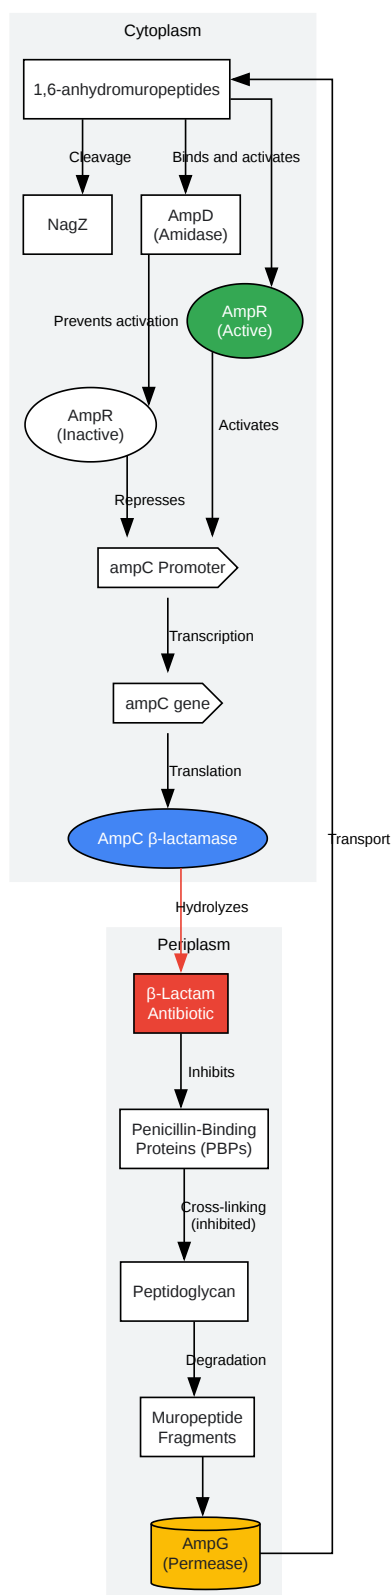 Cytoplasm
1,6-anhydromuropeptides
Cleavage
Binds and activates
NagZ
AmpD
(Amidase)
AmpR
(Active)
Prevents activation
AmpR
(Inactive)
Activates
Represses
ampC Promoter
Transcription
ampC gene
Translation
AmpC β-lactamase
Transport
Hydrolyzes
Periplasm
β-Lactam
Antibiotic
Inhibits
Penicillin-Binding
Proteins (PBPs)
Cross-linking
(inhibited)
Peptidoglycan
Degradation
Muropeptide
Fragments
AmpG
(Permease)